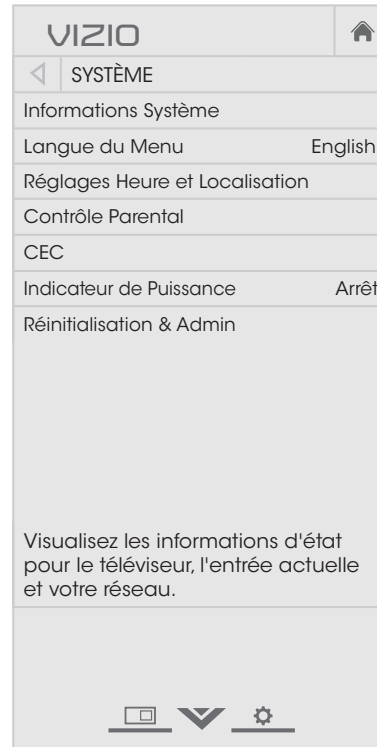 VIZIO
SYSTÈME
Informations Système
Langue du Menu English
Réglages Heure et Localisation
Contrôle Parental
CEC
Indicateur de Puissance Arrêt
Réinitialisation & Admin
Visualisez les informations d'état
pour le téléviseur, l'entrée actuelle
et votre réseau.